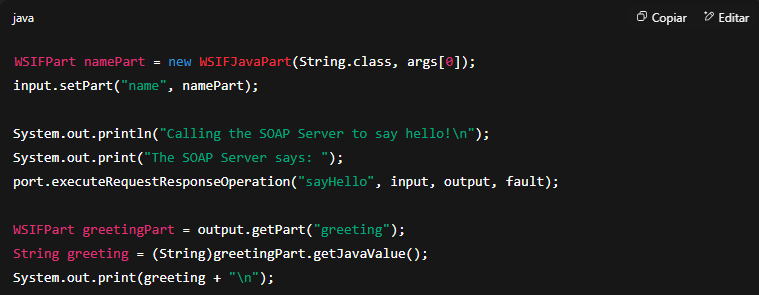 java
Copiar
Editar
WSIFPart namePart = new WSIFJavaPart(String.class, args[0]);
input.setPart("name", namePart);
System.out.println("Calling the SOAP Server to say hello!\n");
System.out.print("The SOAP Server says: ");
port.executeRequestResponseOperation("sayHello", input, output, fault);
WSIFPart greetingPart = output.getPart("greeting");
String greeting = (String)greetingPart.getJavaValue();
System.out.print(greeting + "\n");